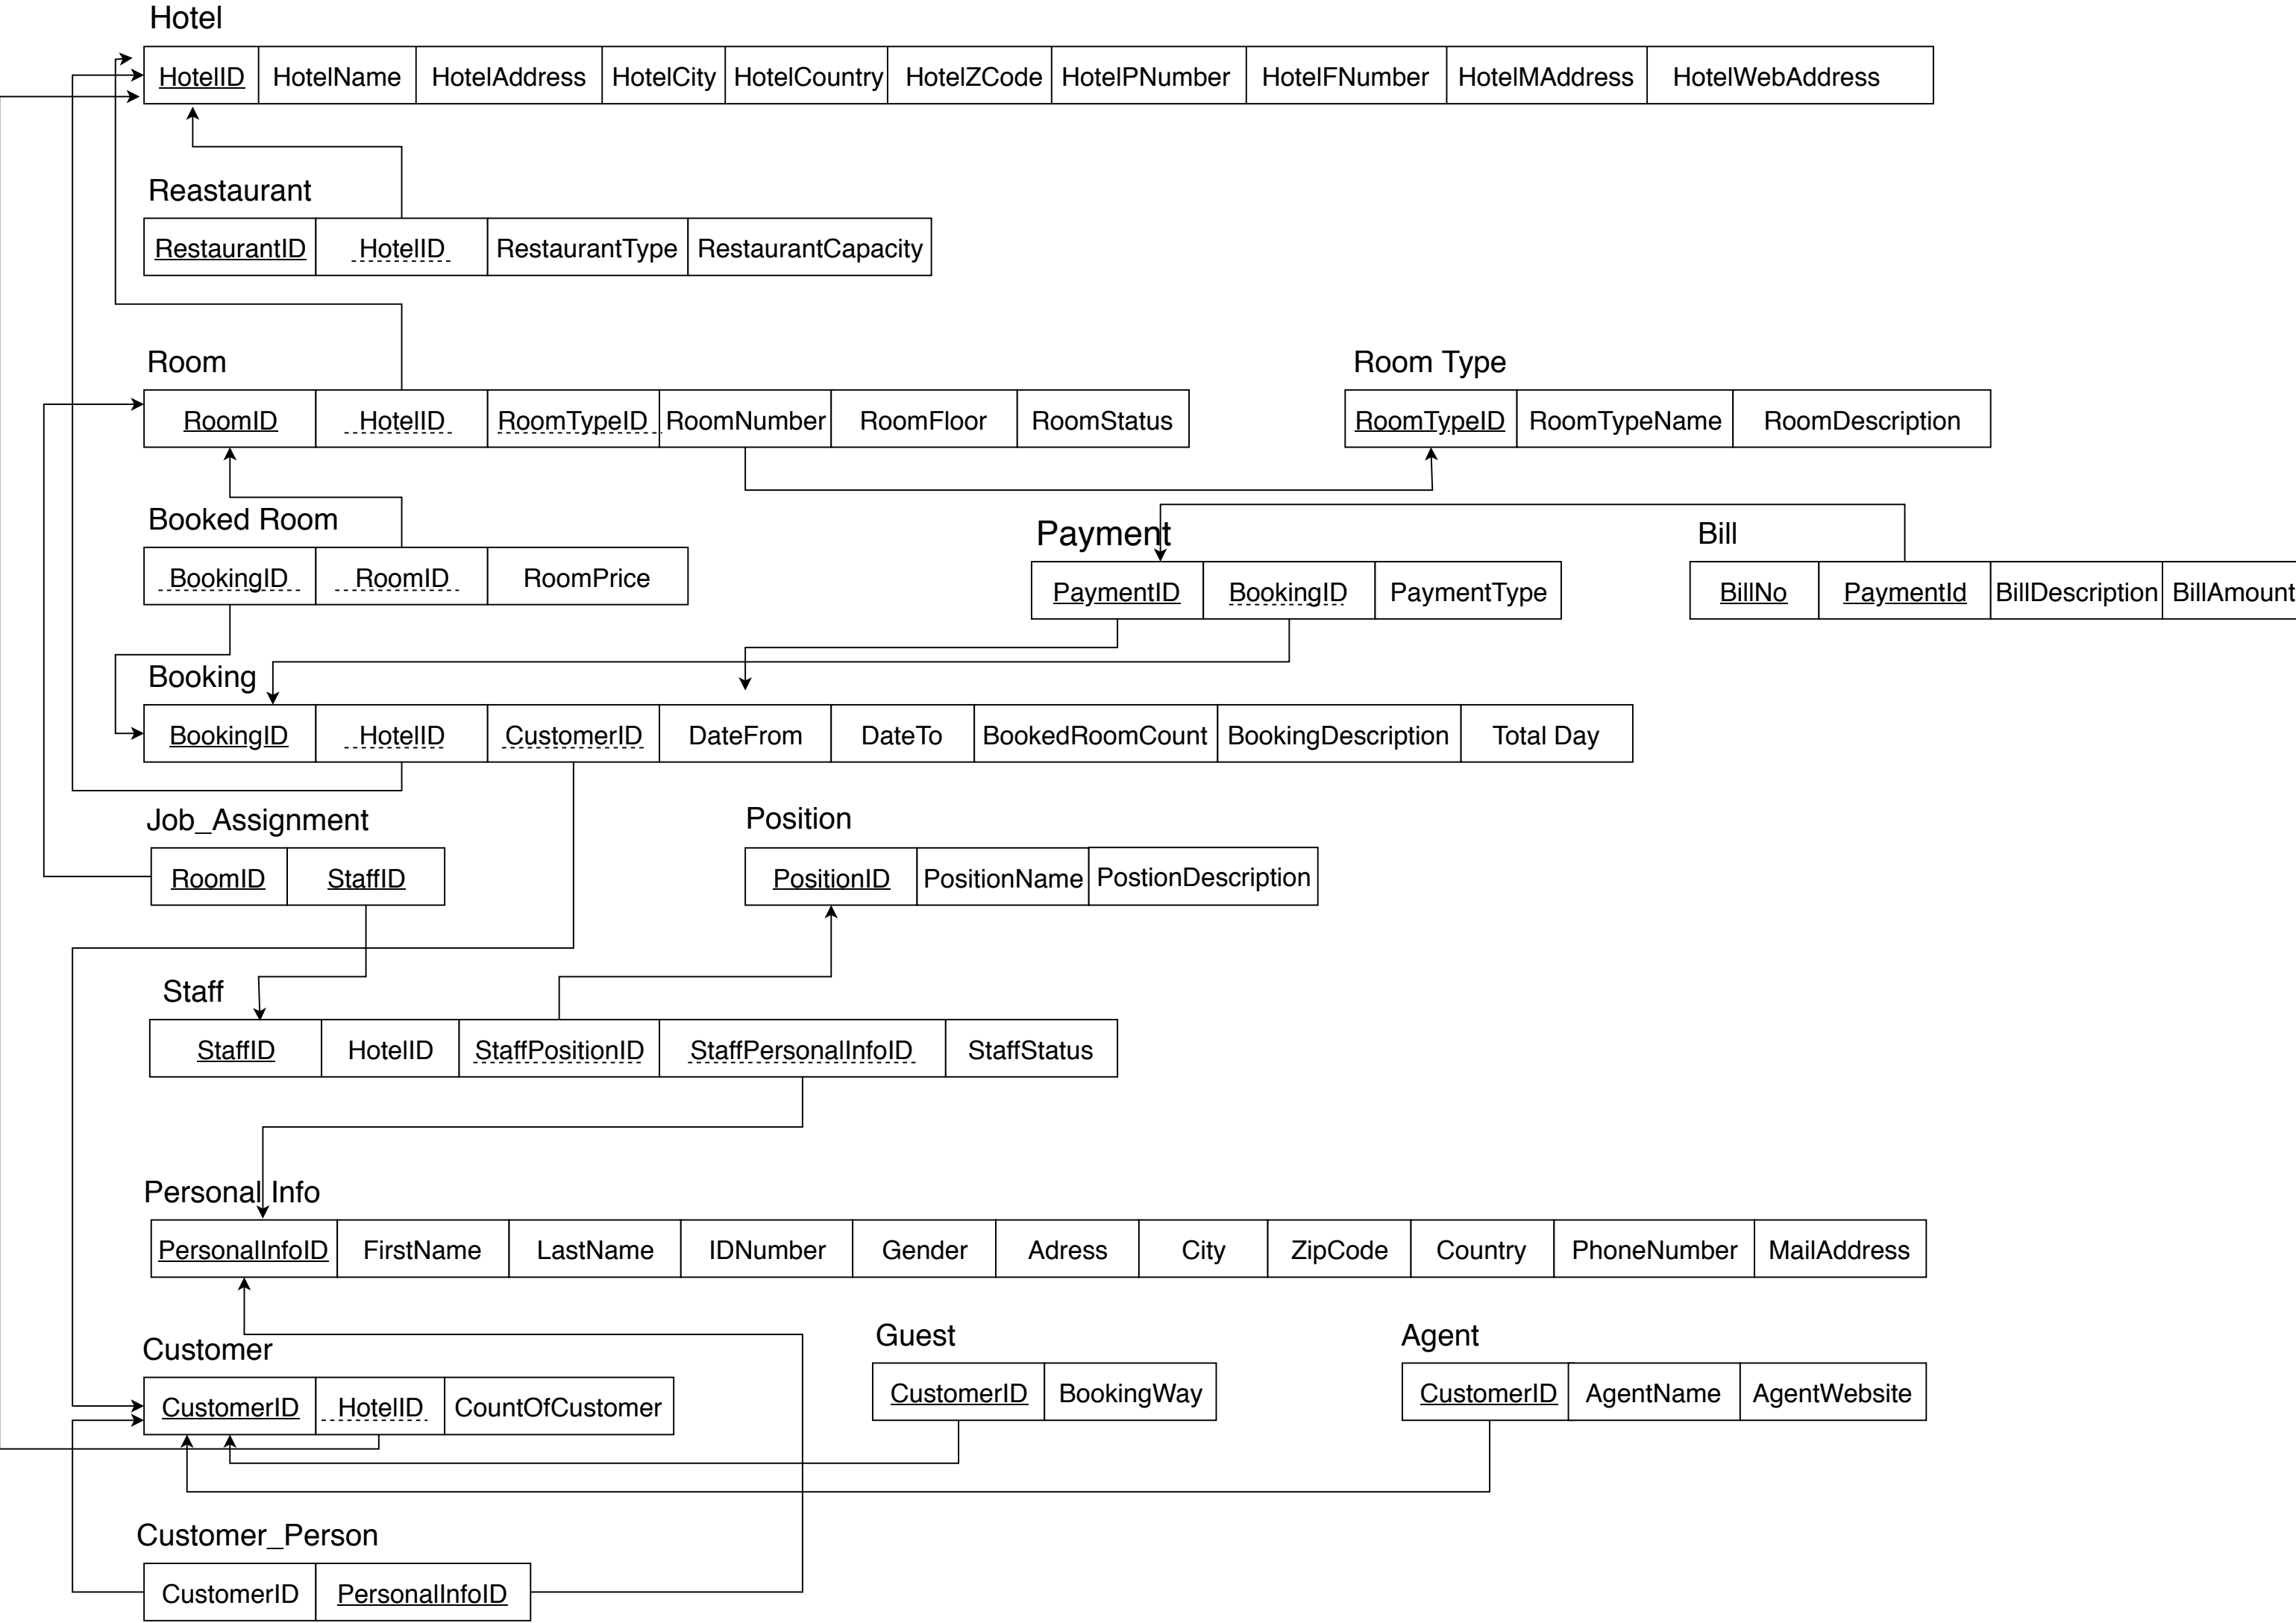 Hotel
HotelID HotelName HotelAddress HotelCity HotelCountry HotelZCode HotelPNumber HotelFNumber HotelMAddress HotelWebAddress
Reastaurant
RestaurantID HotelID RestaurantType RestaurantCapacity
Room Room Type
RoomID HotelID RoomTypeID RoomNumber RoomFloor RoomStatus RoomTypeID RoomTypeName RoomDescription
Booked Room Payment Bill
BookingID RoomID RoomPrice PaymentID BookingID PaymentType BillNo PaymentId BillDescription BillAmount
Booking
BookingID HotelID CustomerID DateFrom DateTo BookedRoomCount BookingDescription Total Day
Job_Assignment Position
RoomID StaffID PositionID PositionName PostionDescription
Staff
StaffID HotelID StaffPositionID StaffPersonalInfoID StaffStatus
Personal Info
PersonalInfoID FirstName LastName IDNumber Gender Adress City ZipCode Country PhoneNumber MailAddress
Customer Guest Agent
CustomerID HotelID CountOfCustomer CustomerID BookingWay CustomerID AgentName AgentWebsite
Customer_Person
CustomerID PersonalInfoID